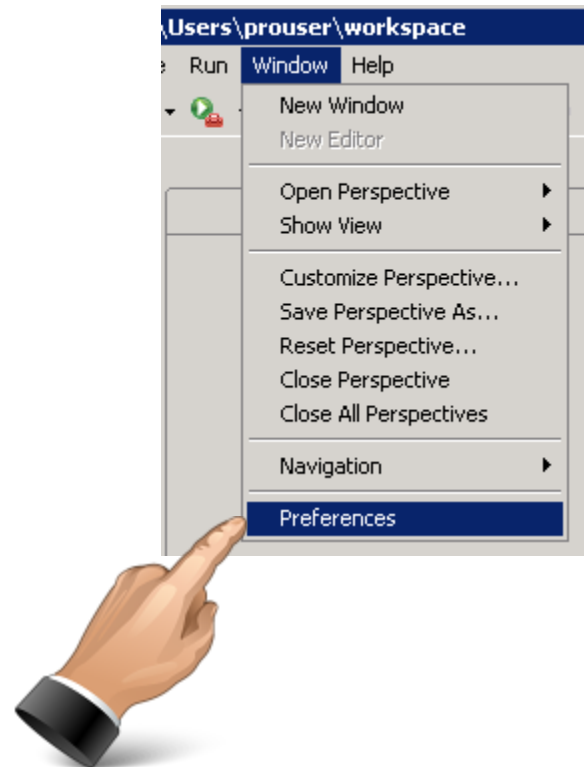 \Users\prouser\workspace
Run Window Help
New Window
New Editor
Open Perspective
Show View
Customize Perspective...
Save Perspective As...
Reset Perspective...
Close Perspective
Close All Perspectives
Navigation
Preferences